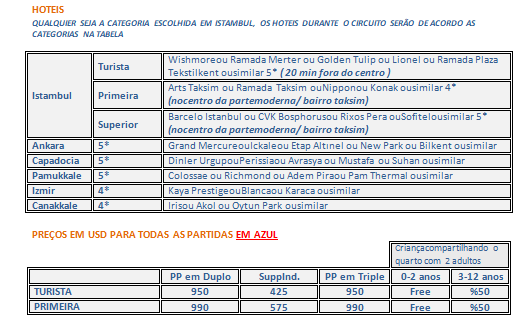 HOTEIS
QUALQUER SEJA A CATEGORIA ESCOLHIDA EM ISTAMBUL, OS HOTEIS DURANTE O CIRCUITO SERÃO DE ACORDO AS
CATEGORIAS NA TABELA
Istambul
Turista
Wishmoreou Ramada Merter ou Golden Tulip ou Lionel ou Ramada Plaza
Tekstilkent ousimilar 5* ( 20 min fora do centro )
Primeira
Arts Taksim ou Ramada Taksim ouNipponou Konak ousimilar 4*
(nocentro da partemoderna/ bairro taksim)
Superior
Barcelo Istanbul ou CVK Bosphorusou Rixos Pera ouSofitelousimilar 5*
(nocentro da partemoderna/ bairro taksim)
Ankara 5* Grand Mercureoulckaleou Etap Altınel ou New Park ou Bilkent ousimilar
Capadocia 5* Dinler UrgupouPerissiaou Avrasya ou Mustafa ou Suhan ousimilar
Pamukkale 5* Colossae ou Richmond ou Adem Piraou Pam Thermal ousimilar
Izmir 4* Kaya PrestigeouBlancaou Karaca ousimilar
Canakkale 4* Irisou Akol ou Oytun Park ousimilar
PREÇOS EM USD PARA TODAS AS PARTIDAS EM AZUL
Criançacompartilhando o
quarto com 2 adultos
PP em Duplo SuppInd. PP em Triple 0-2 anos 3-12 anos
TURISTA 950 425 950 Free %50
PRIMEIRA 990 575 990 Free %50